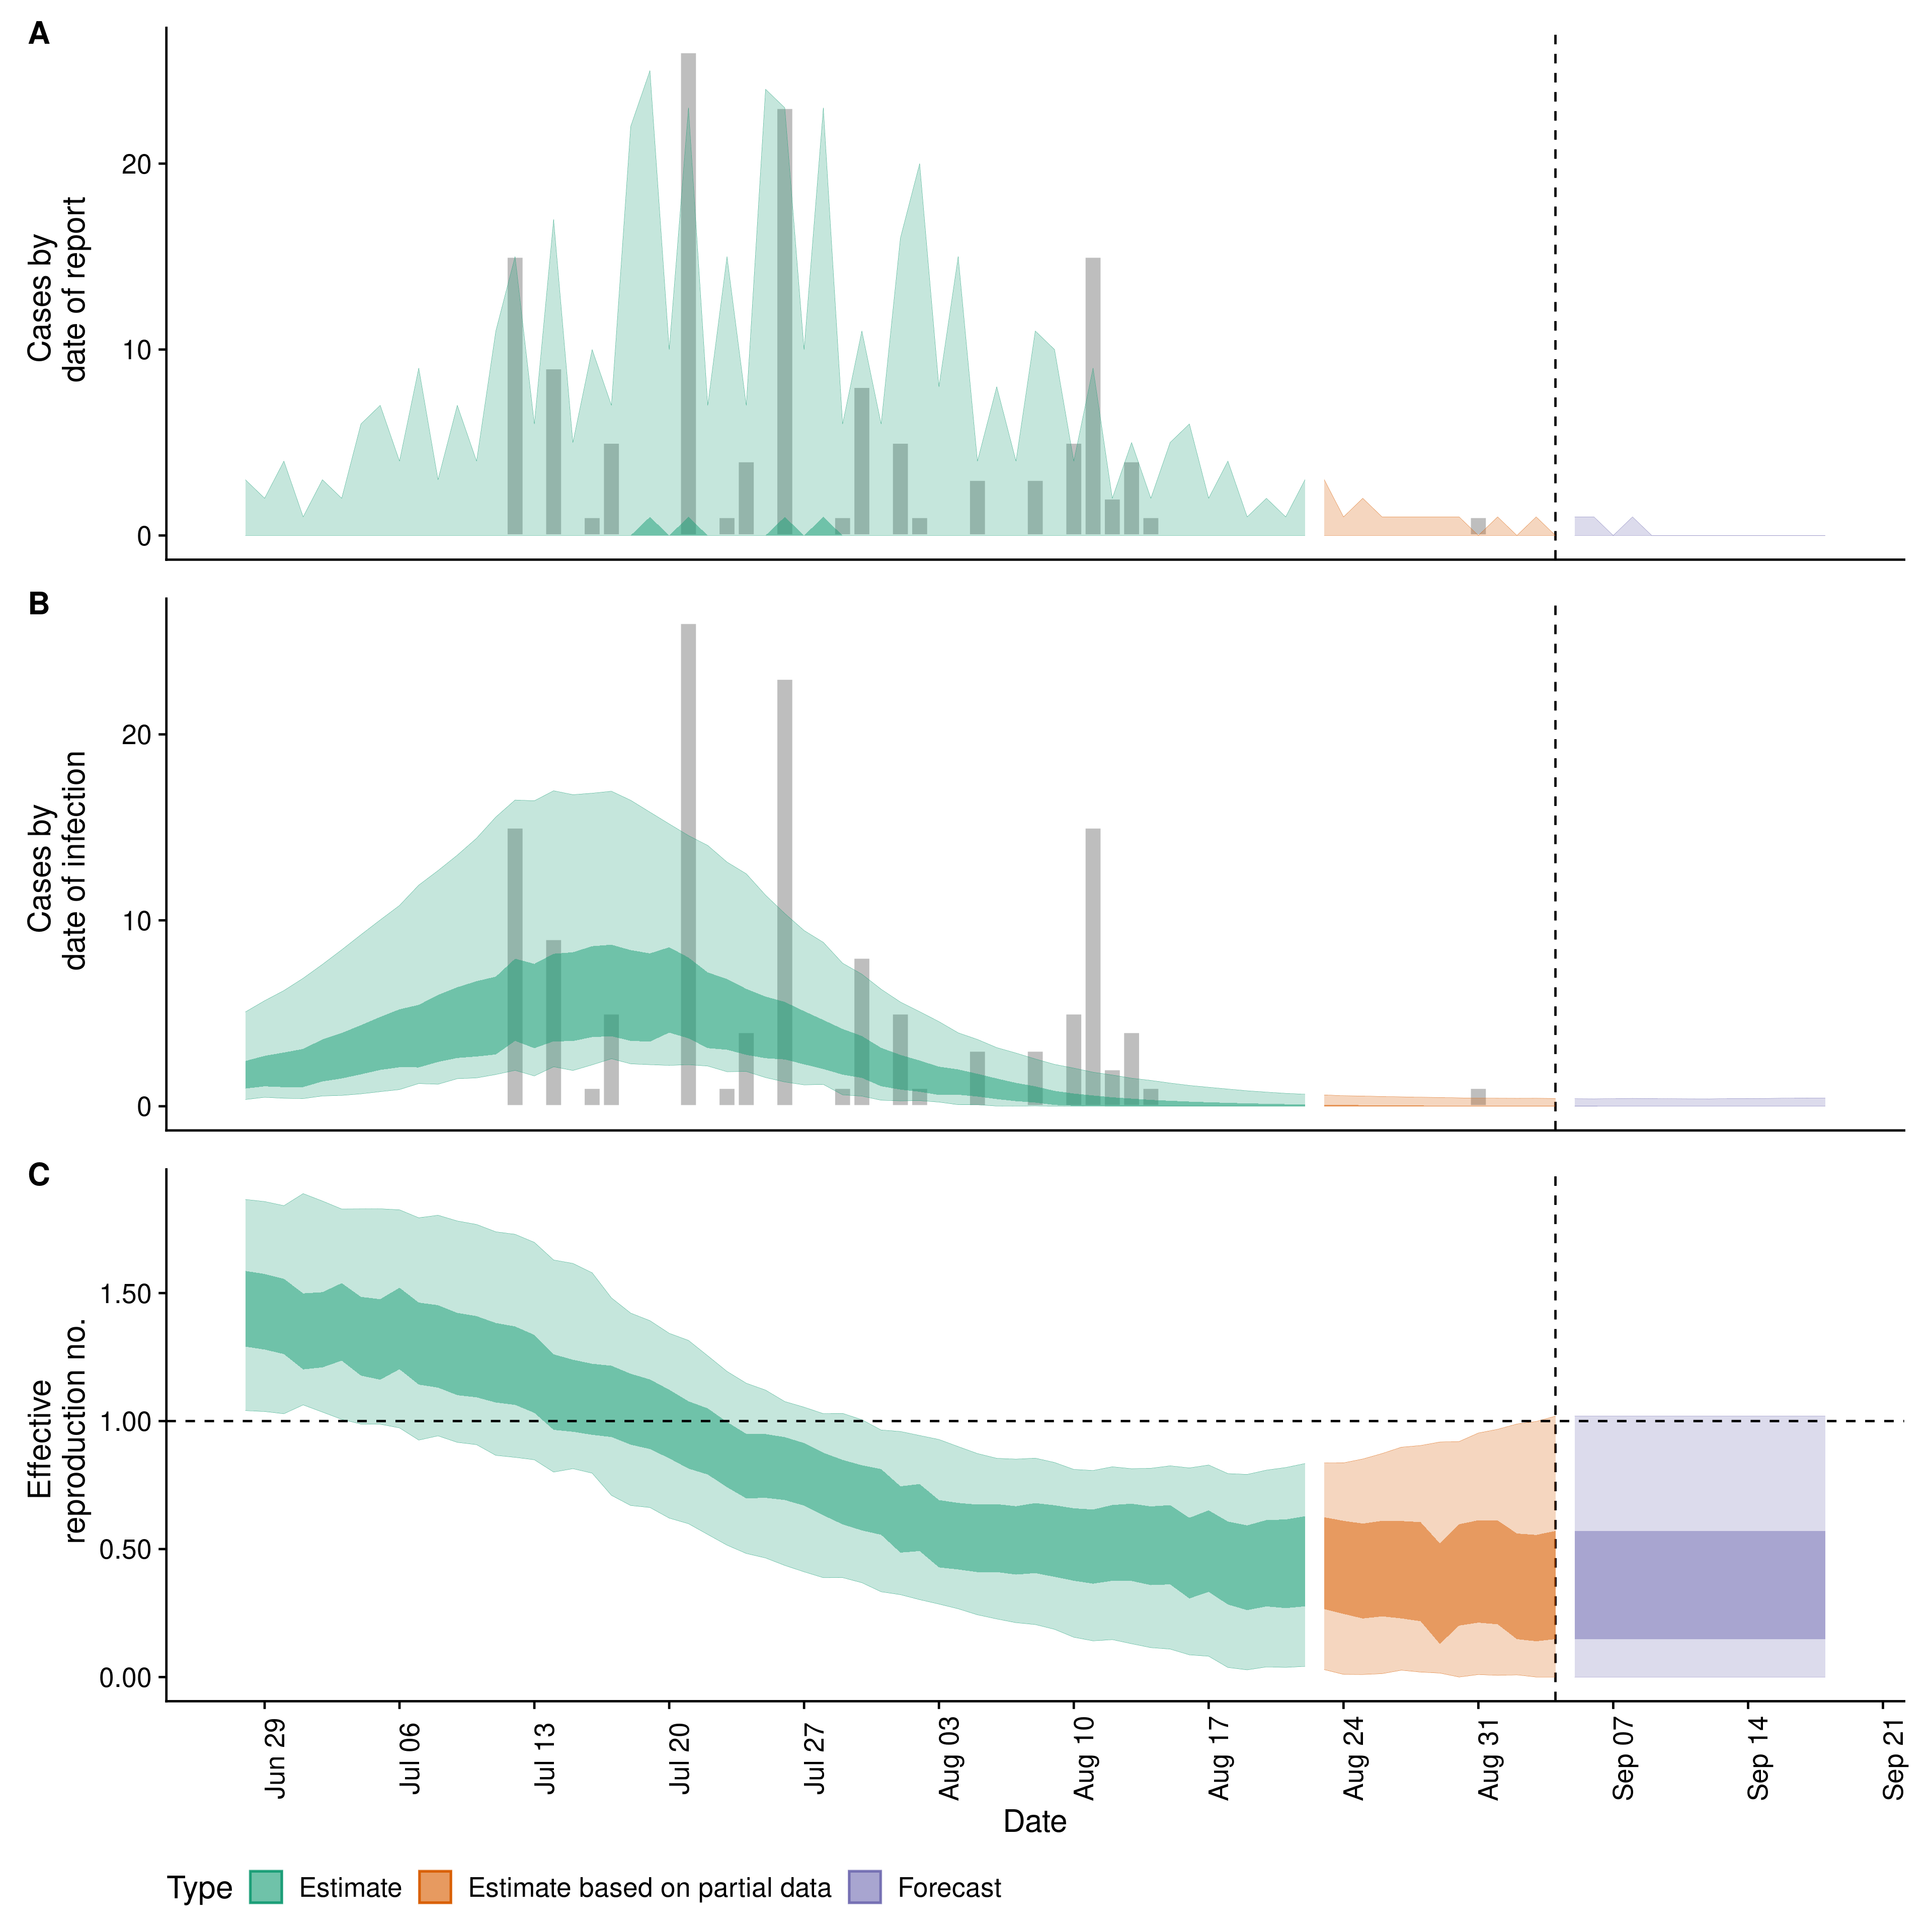 A
Cases by
date of report
20
10
0
B
Cases by
date of infection
20
10
0
C
Effective
reproduction no.
1.50
1.00
0.50
0.00
Jun 29
Jul 06
Jul 13
Jul 20
Jul 27
Aug 03
Aug 10
Aug 17
Aug 24
Aug 31
Sep 07
Sep 14
Sep 21
Date
Type Estimate Estimate based on partial data Forecast